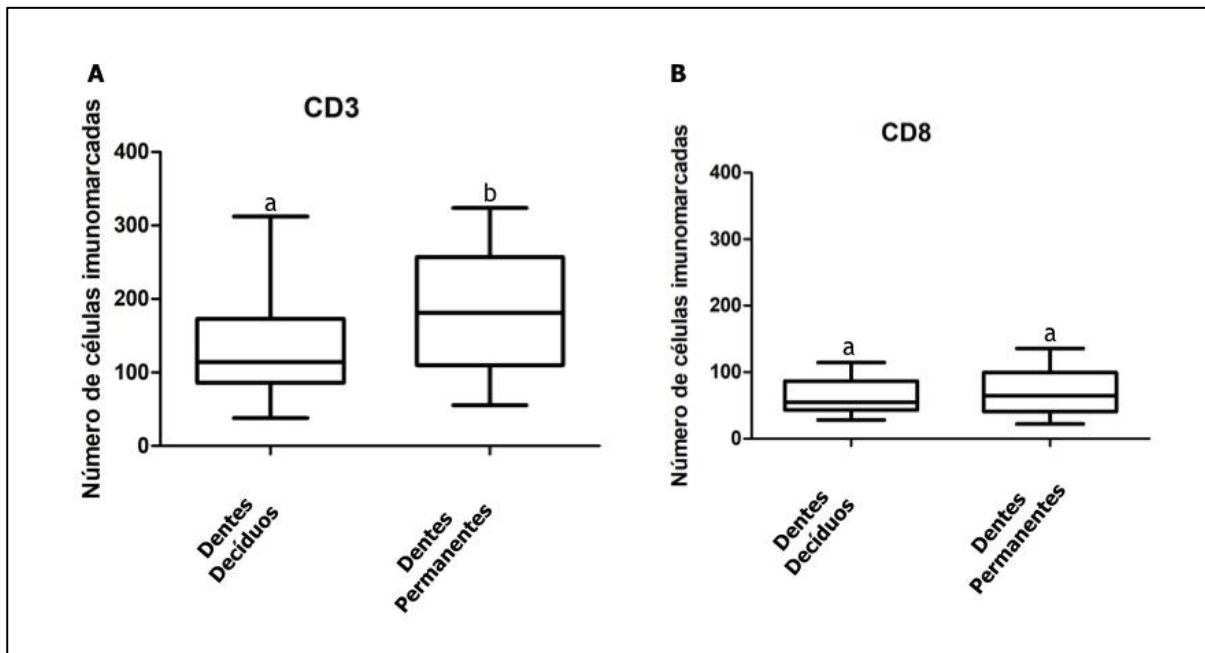 A
CD3
Número de células imunomarcadas
400
300
200
100
0
a
b
Dentes
Decíduos
Dentes
Permanentes
B
CD8
Número de células imunomarcadas
400
300
200
100
0
a
a
Dentes
Decíduos
Dentes
Permanentes